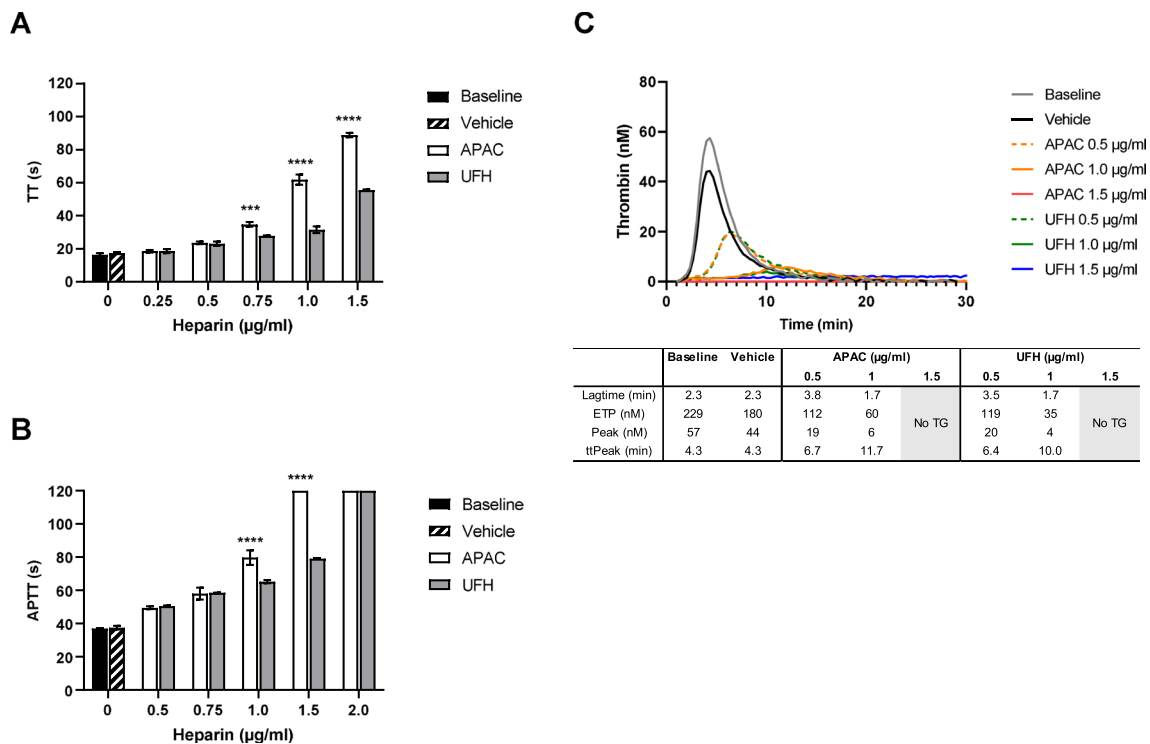 A
120
100
80
60
40
20
0
TT (s)
***
****
****
0 0.25 0.5 0.75 1.0 1.5
Heparin (µg/ml)
Baseline
Vehicle
APAC
UFH
B
120
100
80
60
40
20
0
APTT (s)
****
****
0 0.5 0.75 1.0 1.5 2.0
Heparin (µg/ml)
Baseline
Vehicle
APAC
UFH
C
80
60
40
20
0
Thrombin (nM)
0 10 20 30
Time (min)
Baseline
Vehicle
APAC 0.5 µg/ml
APAC 1.0 µg/ml
APAC 1.5 µg/ml
UFH 0.5 µg/ml
UFH 1.0 µg/ml
UFH 1.5 µg/ml
Baseline Vehicle APAC (µg/ml) UFH (µg/ml)
0.5 1 1.5 0.5 1 1.5
Lagtime (min) 2.3 2.3 3.8 1.7 3.5 1.7
ETP (nM) 229 180 112 60 No TG 119 35 No TG
Peak (nM) 57 44 19 6 20 4
ttPeak (min) 4.3 4.3 6.7 11.7 6.4 10.0